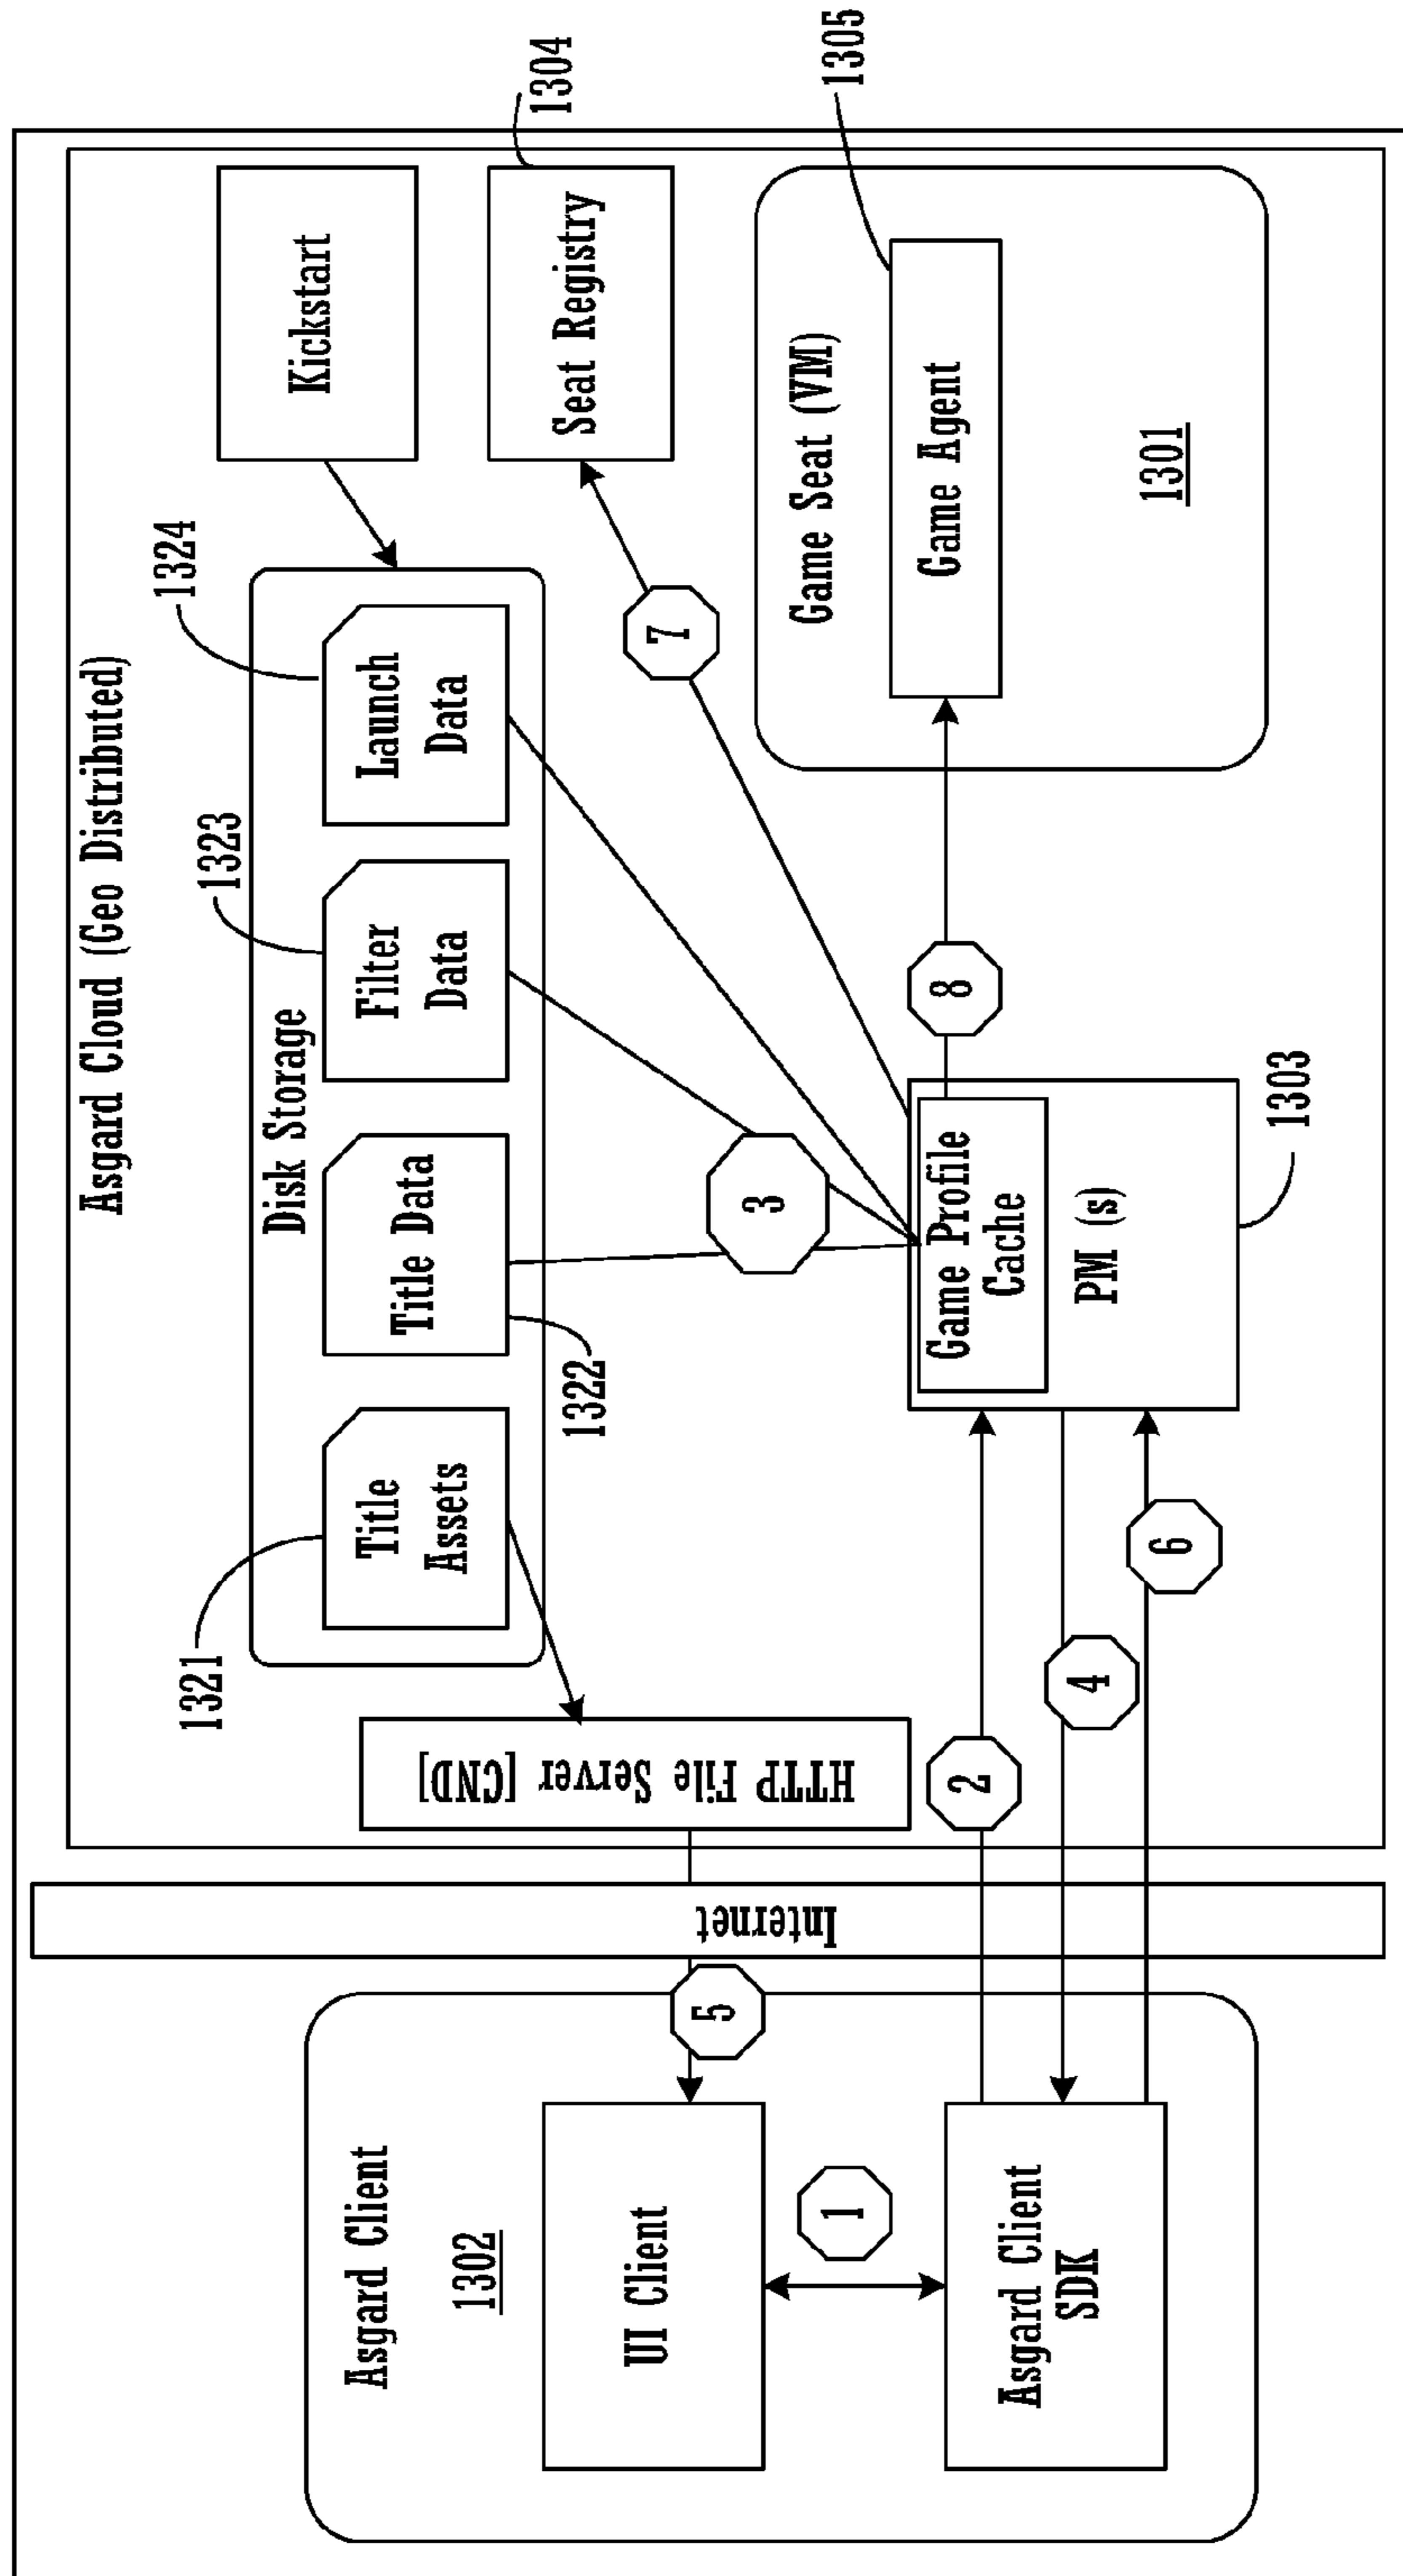 Asgard Cloud (Geo Distributed)
Asgard Client
1302
UI Client
1
Asgard Client
SDK
Internet
5
HTTP File Server [CND]
2
4
6
Disk Storage
1321
Title
Assets
Title Data
1322
1323
Filter
Data
1324
Launch
Data
3
Game Profile
Cache
PM (s)
1303
7
8
Kickstart
Seat Registry
1304
Game Seat (VM)
Game Agent
1305
1301